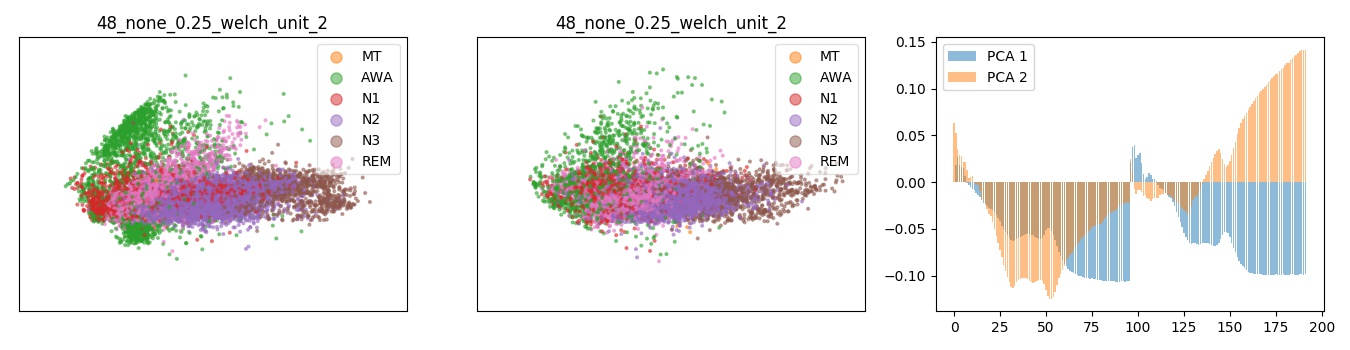 48_none_0.25_welch_unit_2
MT
AWA
N1
N2
N3
REM
48_none_0.25_welch_unit_2
MT
AWA
N1
N2
N3
REM
PCA 1
PCA 2
0.15
0.10
0.05
0.00
−0.05
−0.10
0 25 50 75 100 125 150 175 200